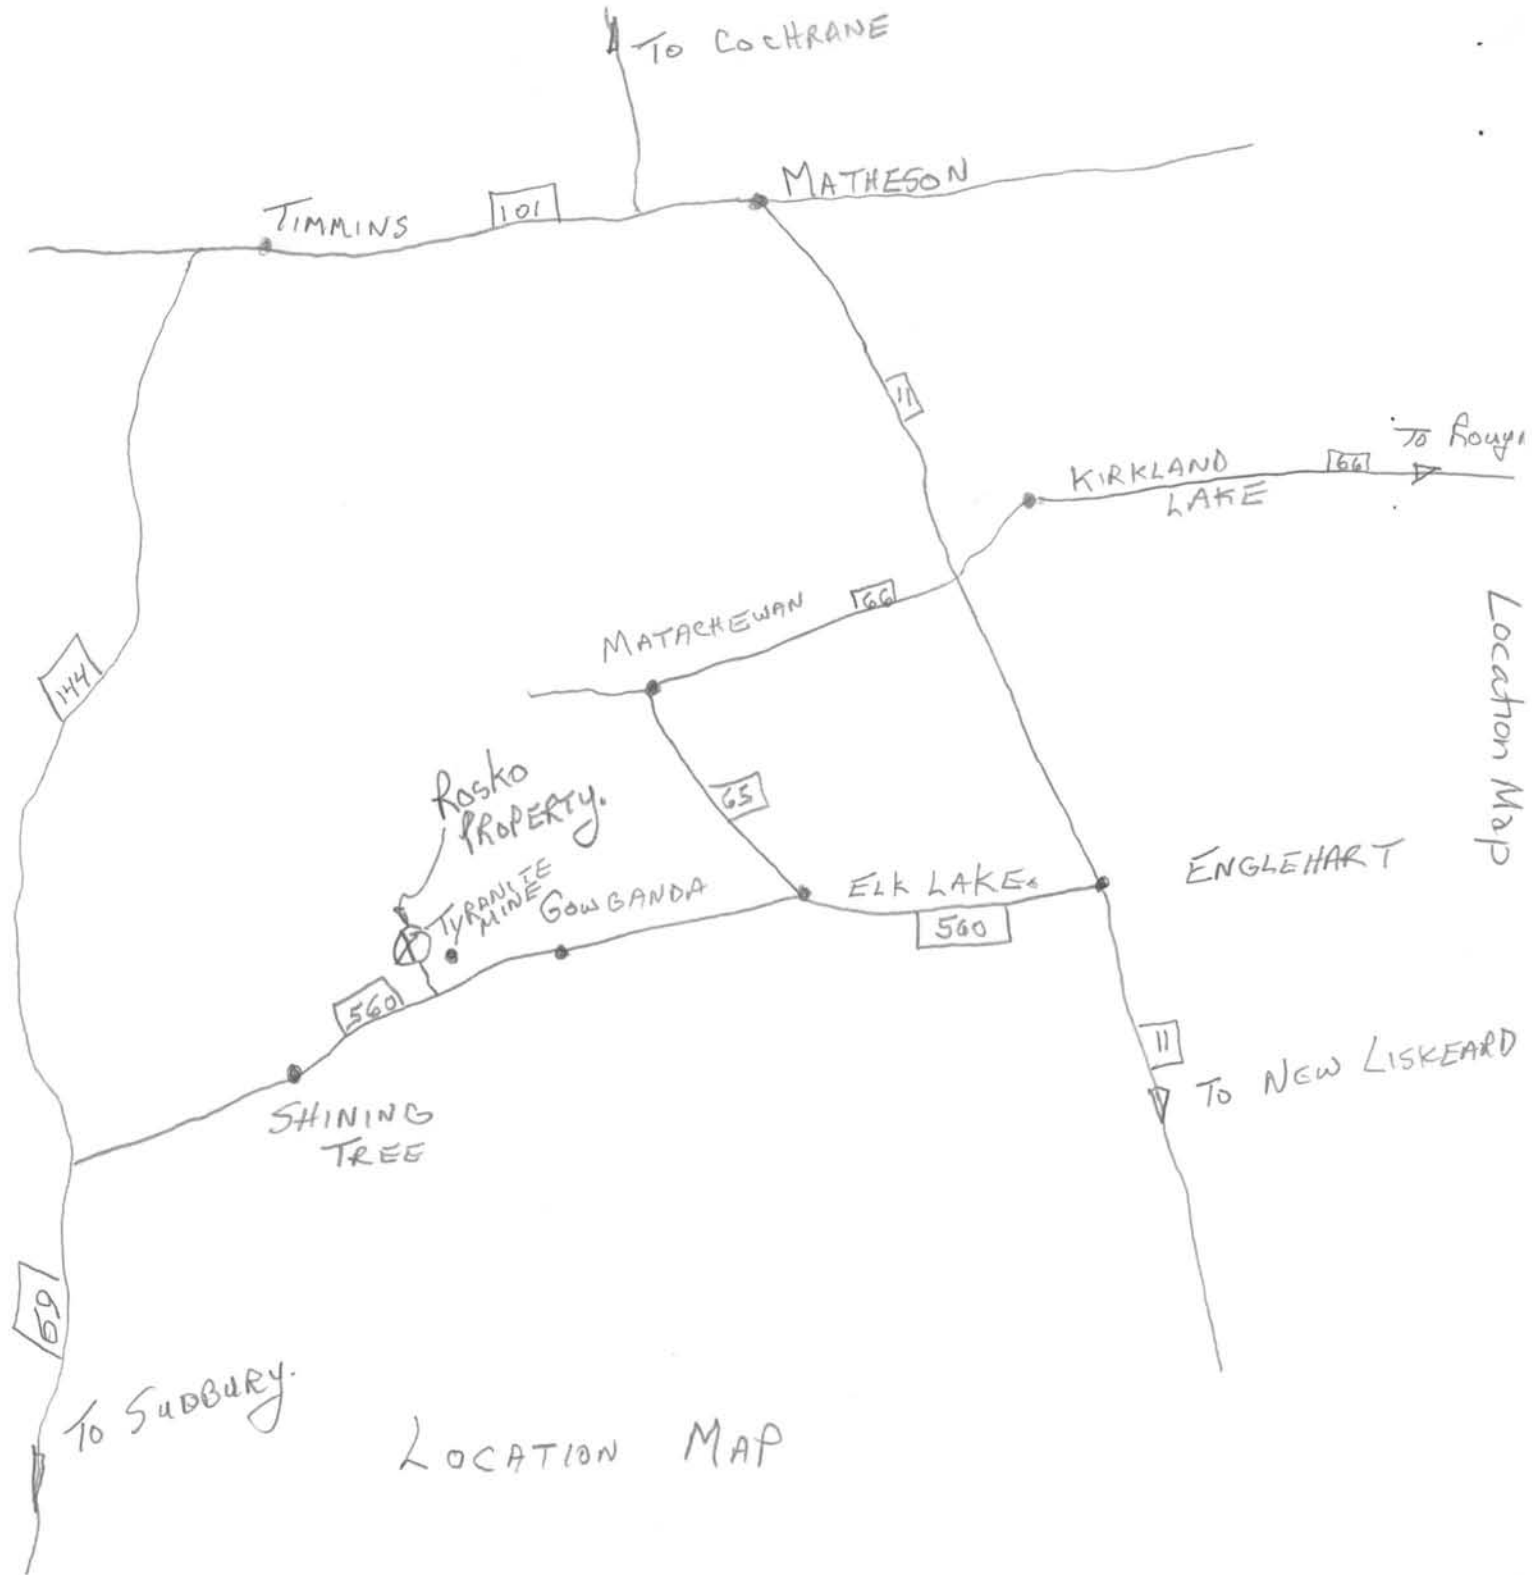 To COCHRANE
MATHESON
TIMMINS
101
11
To Rouyn
KIRKLAND
LAKE
66
66
MATACHEWAN
144
Location Map
65
Rosko
PROPERTY.
TYRANITE
MINE
GOWGANDA
ELK LAKE.
ENGLEHART
560
560
11
To NEW LISKEARD
SHINING
TREE
69
To SUDBURY.
LOCATION MAP